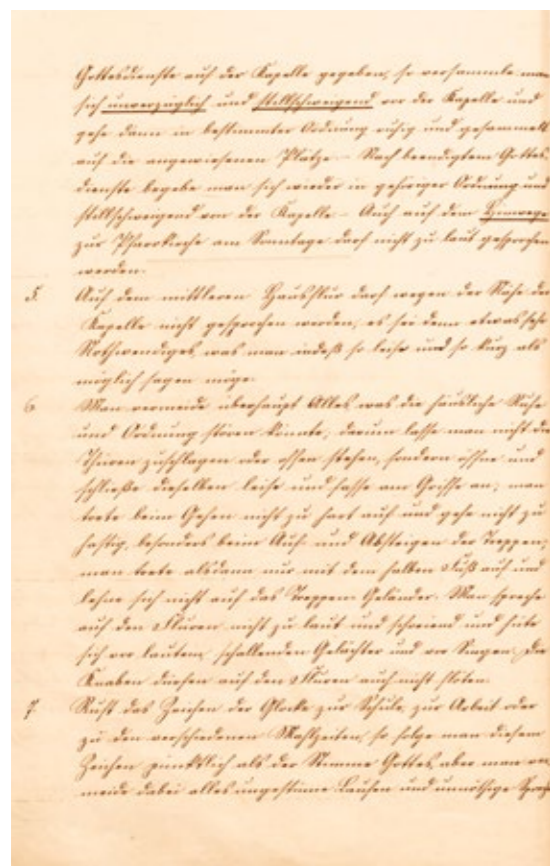 Gottesdienste auf der Kapelle gegeben, so versammle man
sich unverzüglich und stillschweigend vor der Kapelle und
gehe dann in bestimmter Ordnung ruhig und gesammelt
auf die angewiesenen Plätze. – Nach beendigtem Gottes-
dienste begebe man sich wieder in gehöriger Ordnung und
stillschweigend von der Kapelle. – Auch auf dem Hinwege
zur Pfarrkirche am Sonntage darf nicht zu laut gesprochen
werden.
5. Auf dem mittleren Hausflur darf wegen der Nähe der
Kapelle nicht gesprochen werden, es sei denn etwas sehr
Nothwendiges, was man indeß so leise und so kurz als
möglich sagen möge.
6. Man vermeide überhaupt Alles was die häusliche Ruhe
und Ordnung stören könnte; darum lasse man nicht die
Thüren zuschlagen oder offen stehen, sondern öffne und
schließe dieselben leise und fasse am Griffe an; man
trete beim Gehen nicht zu hart auf und gehe nicht zu
hastig, besonders beim Auf- und Absteigen der Treppen;
man trete alsdann nur mit dem halben Fuß auf und
lehne sich nicht auf das Treppen-Geländer. Man spreche
auf den Fluren nicht zu laut und schreiend und hüte
sich vor lautem, schallenden Gelächter und vor Singen. Die
Knaben dürfen auf den Fluren auch nicht flöten.
7. Ruft das Zeichen der Glocke zur Schule, zur Arbeit oder
zu den verschiedenen Mahlzeiten, so folge man diesem
Zeichen pünktlich als der Stimme Gottes, aber man ver-
meide dabei alles ungestüme Laufen und unnöthige